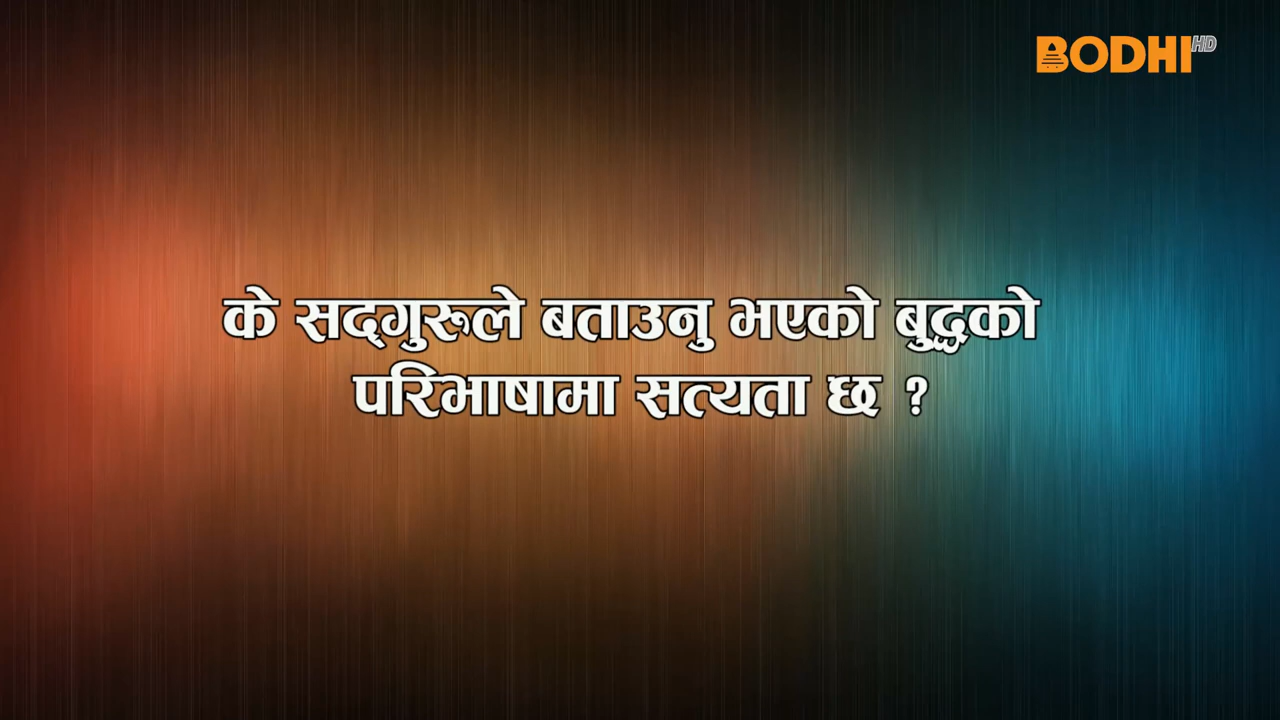 BODHI HD
के सद्‌गुरुले बताउनु भएको बुद्धको
परिभाषामा सत्यता छ ?